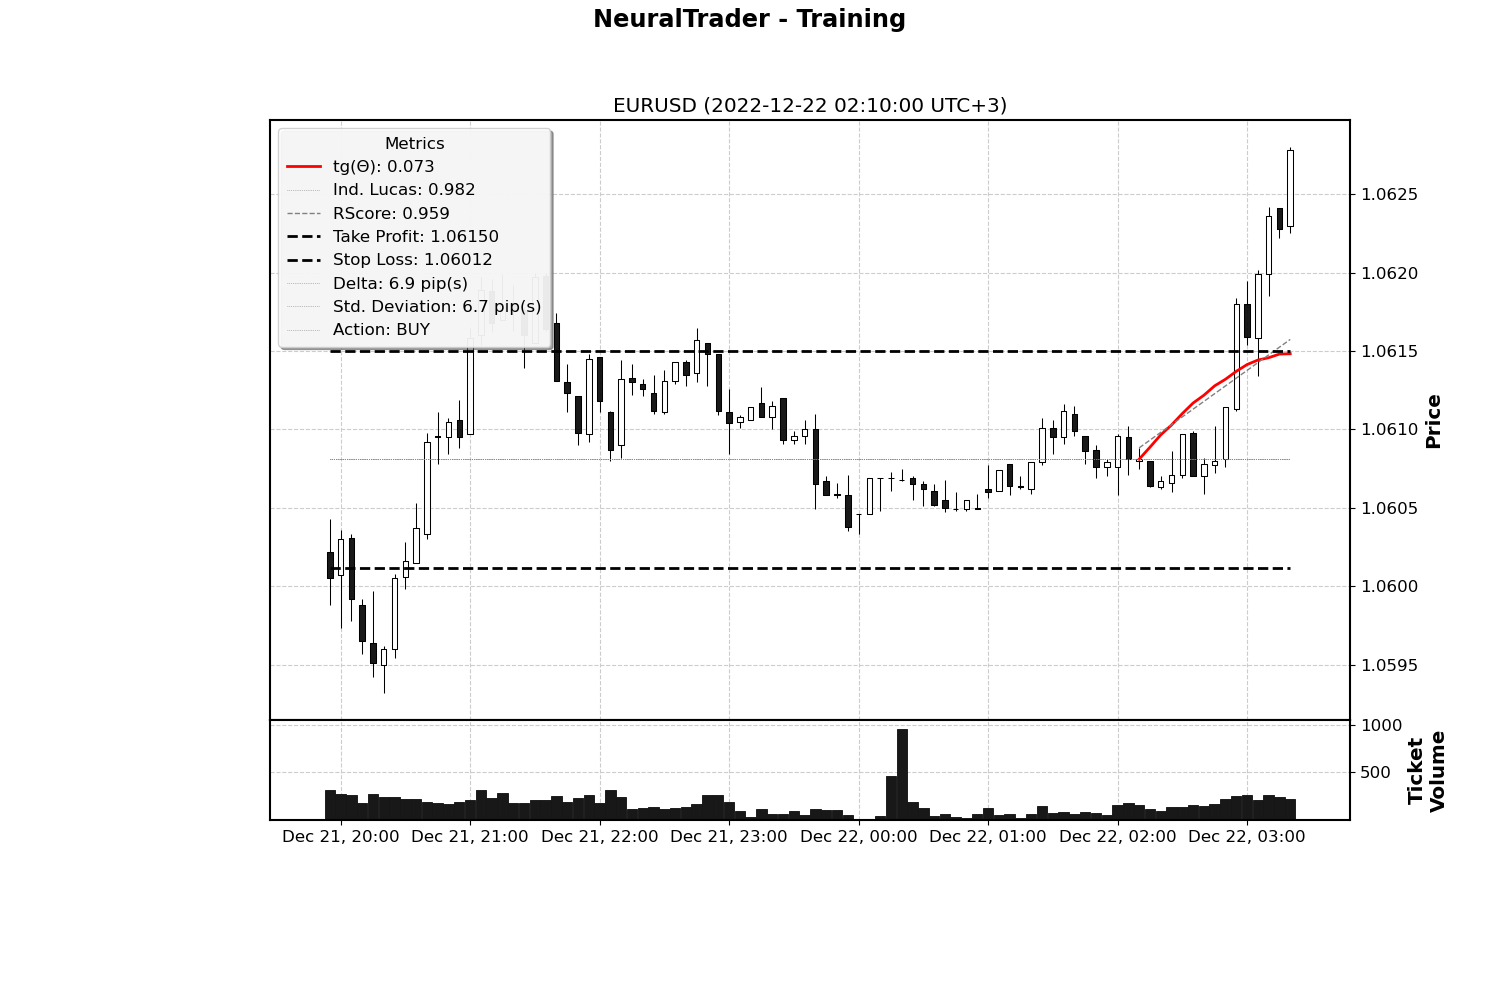 NeuralTrader - Training
EURUSD (2022-12-22 02:10:00 UTC+3)
Metrics
tg(Θ): 0.073
Ind. Lucas: 0.982
RScore: 0.959
Take Profit: 1.06150
Stop Loss: 1.06012
Delta: 6.9 pip(s)
Std. Deviation: 6.7 pip(s)
Action: BUY
1.0625
1.0620
1.0615
1.0610
1.0605
1.0600
1.0595
Price
1000
500
Ticket
Volume
Dec 21, 20:00 Dec 21, 21:00 Dec 21, 22:00 Dec 21, 23:00 Dec 22, 00:00 Dec 22, 01:00 Dec 22, 02:00 Dec 22, 03:00